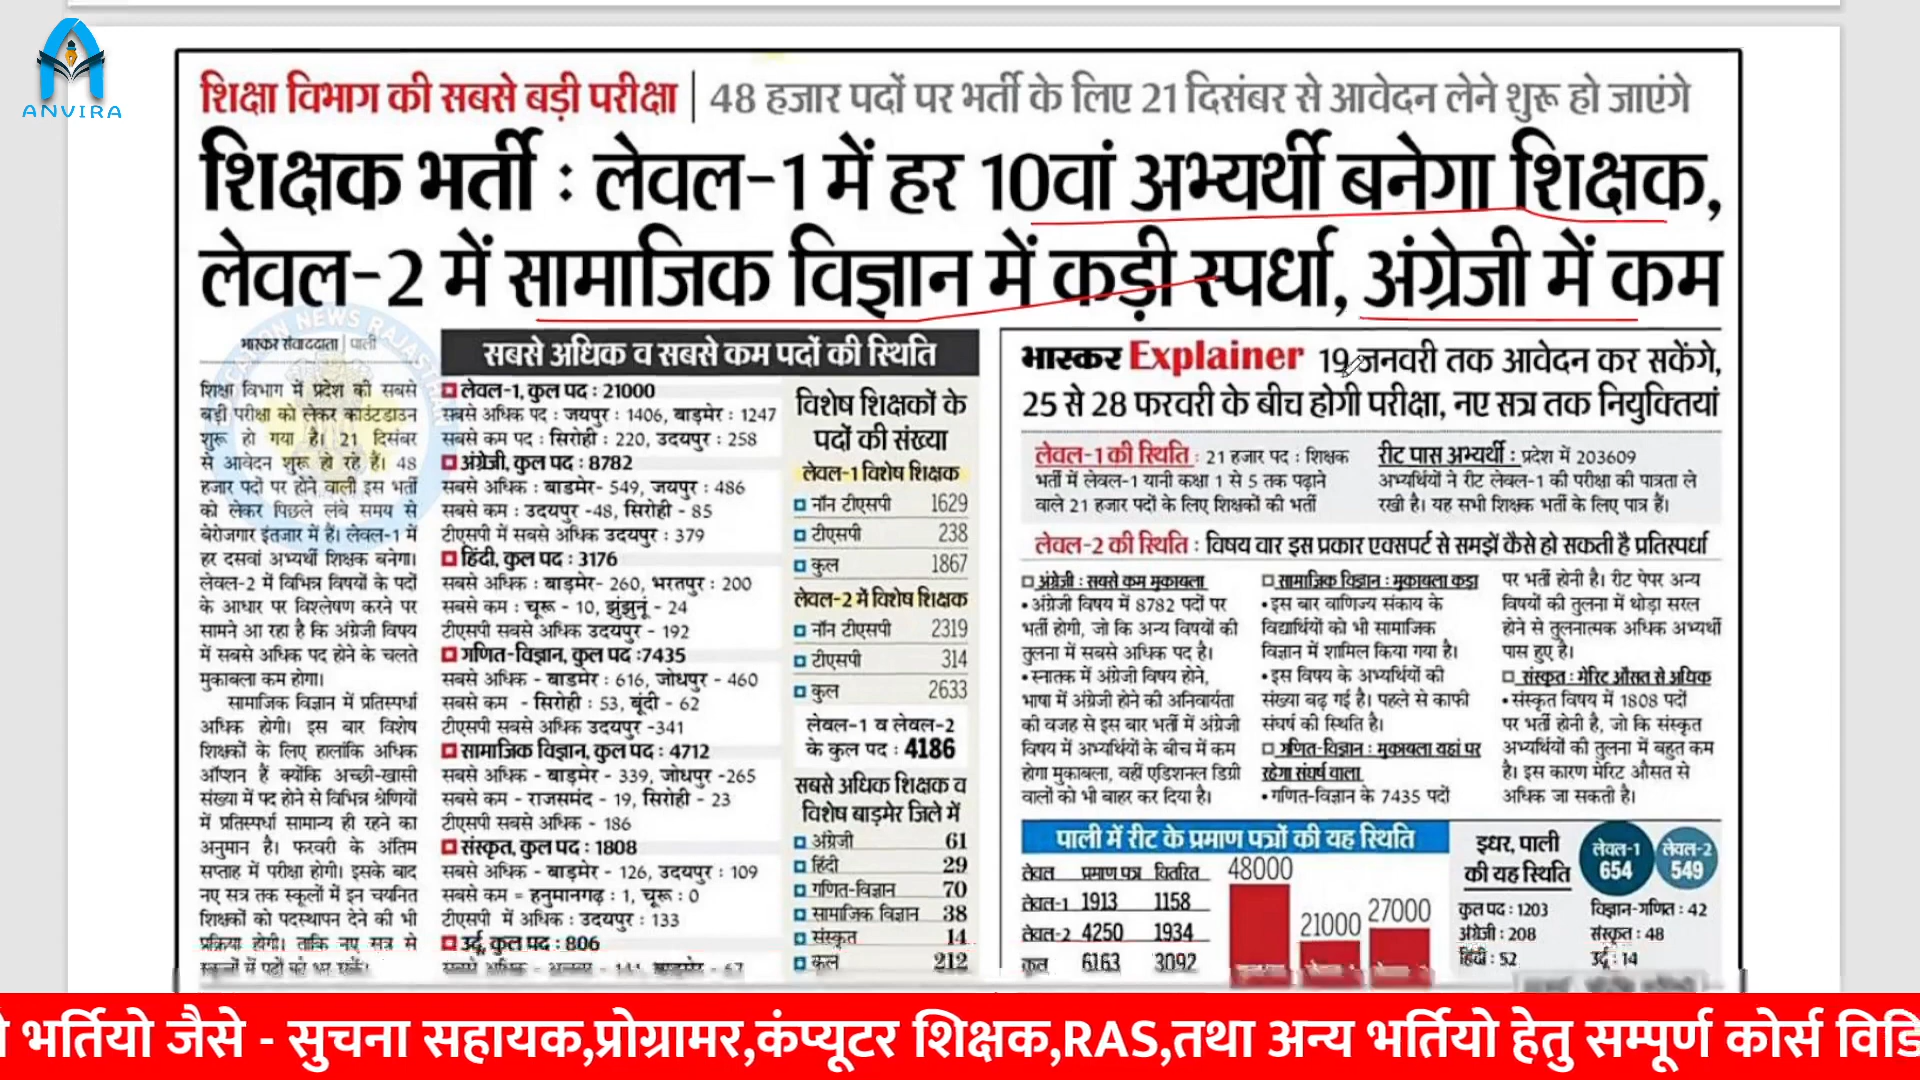 ANVIRA
शिक्षा विभाग की सबसे बड़ी परीक्षा | 48 हजार पदों पर भर्ती के लिए 21 दिसंबर से आवेदन लेने शुरू हो जाएंगे
शिक्षक भर्ती : लेवल-1 में हर 10वां अभ्यर्थी बनेगा शिक्षक,
लेवल-2 में सामाजिक विज्ञान में कड़ी स्पर्धा, अंग्रेजी में कम
भास्कर संवाददाता | पाली
शिक्षा विभाग में प्रदेश की सबसे
बड़ी परीक्षा को लेकर काउंटडाउन
शुरू हो गया है। 21 दिसंबर
से आवेदन शुरू हो रहे हैं। 48
हजार पदों पर होने वाली इस भर्ती
को लेकर पिछले लंबे समय से
बेरोजगार इंतजार में हैं। लेवल-1 में
हर दसवां अभ्यर्थी शिक्षक बनेगा।
लेवल-2 में विभिन्न विषयों के पदों
के आधार पर विश्लेषण करने पर
सामने आ रहा है कि अंग्रेजी विषय
में सबसे अधिक पद होने के चलते
मुकाबला कम होगा।
सामाजिक विज्ञान में प्रतिस्पर्धा
अधिक होगी। इस बार विशेष
शिक्षकों के लिए हालांकि अधिक
ऑप्शन हैं क्योंकि अच्छी-खासी
संख्या में पद होने से विभिन्न श्रेणियों
में प्रतिस्पर्धा सामान्य ही रहने का
अनुमान है। फरवरी के अंतिम
सप्ताह में परीक्षा होगी। इसके बाद
नए सत्र तक स्कूलों में इन चयनित
शिक्षकों को पदस्थापन देने की भी
प्रक्रिया होगी। ताकि नए सत्र से
स्कूलों में पदों को भर सकें।
सबसे अधिक व सबसे कम पदों की स्थिति
लेवल-1, कुल पद : 21000
सबसे अधिक पद : जयपुर : 1406, बाड़मेर : 1247
सबसे कम पद : सिरोही : 220, उदयपुर : 258
अंग्रेजी, कुल पद : 8782
सबसे अधिक : बाडमेर- 549, जयपुर : 486
सबसे कम : उदयपुर -48, सिरोही - 85
टीएसपी में सबसे अधिक उदयपुर : 379
हिंदी, कुल पद : 3176
सबसे अधिक : बाड़मेर- 260, भरतपुर : 200
सबसे कम : चूरू - 10, झुंझुनूं - 24
टीएसपी सबसे अधिक उदयपुर - 192
गणित-विज्ञान, कुल पद :7435
सबसे अधिक - बाडमेर : 616, जोधपुर - 460
सबसे कम - सिरोही : 53, बूंदी - 62
टीएसपी सबसे अधिक उदयपुर -341
सामाजिक विज्ञान, कुल पद : 4712
सबसे अधिक - बाड़मेर - 339, जोधपुर -265
सबसे कम - राजसमंद - 19, सिरोही - 23
टीएसपी सबसे अधिक - 186
संस्कृत, कुल पद : 1808
सबसे अधिक - बाडमेर - 126, उदयपुर : 109
सबसे कम = हनुमानगढ़ : 1, चूरू : 0
टीएसपी में अधिक : उदयपुर : 133
उर्दू, कुल पद : 806
विशेष शिक्षकों के
पदों की संख्या
लेवल-1 विशेष शिक्षक
नॉन टीएसपी 1629
टीएसपी 238
कुल 1867
लेवल-2 में विशेष शिक्षक
नॉन टीएसपी 2319
टीएसपी 314
कुल 2633
लेवल-1 व लेवल-2
के कुल पद : 4186
सबसे अधिक शिक्षक व
विशेष बाड़मेर जिले में
अंग्रेजी 61
हिंदी 29
गणित-विज्ञान 70
सामाजिक विज्ञान 38
संस्कृत 14
कुल 212
भास्कर Explainer 19 जनवरी तक आवेदन कर सकेंगे,
25 से 28 फरवरी के बीच होगी परीक्षा, नए सत्र तक नियुक्तियां
लेवल-1 की स्थिति : 21 हजार पद : शिक्षक
भर्ती में लेवल-1 यानी कक्षा 1 से 5 तक पढ़ाने
वाले 21 हजार पदों के लिए शिक्षकों की भर्ती
रीट पास अभ्यर्थी : प्रदेश में 203609
अभ्यर्थियों ने रीट लेवल-1 की परीक्षा की पात्रता ले
रखी है। यह सभी शिक्षक भर्ती के लिए पात्र हैं।
लेवल-2 की स्थिति : विषय वार इस प्रकार एक्सपर्ट से समझें कैसे हो सकती है प्रतिस्पर्धा
अंग्रेजी : सबसे कम मुकाबला
•अंग्रेजी विषय में 8782 पदों पर
भर्ती होगी, जो कि अन्य विषयों की
तुलना में सबसे अधिक पद है।
•स्नातक में अंग्रेजी विषय होने,
भाषा में अंग्रेजी होने की अनिवार्यता
की वजह से इस बार भर्ती में अंग्रेजी
विषय में अभ्यर्थियों के बीच में कम
होगा मुकाबला, वहीं एडिशनल डिग्री
वालों को भी बाहर कर दिया है।
सामाजिक विज्ञान : मुकाबला कड़ा
•इस बार वाणिज्य संकाय के
विद्यार्थियों को भी सामाजिक
विज्ञान में शामिल किया गया है।
•इस विषय के अभ्यर्थियों की
संख्या बढ़ गई है। पहले से काफी
संघर्ष की स्थिति है।
गणित-विज्ञान : मुकाबला यहां पर
रहेगा संघर्ष वाला
•गणित-विज्ञान के 7435 पदों
पर भर्ती होनी है। रीट पेपर अन्य
विषयों की तुलना में थोड़ा सरल
होने से तुलनात्मक अधिक अभ्यर्थी
पास हुए है।
संस्कृत : मेरिट औसत से अधिक
•संस्कृत विषय में 1808 पदों
पर भर्ती होनी है, जो कि संस्कृत
अभ्यर्थियों की तुलना में बहुत कम
है। इस कारण मेरिट औसत से
अधिक जा सकती है।
पाली में रीट के प्रमाण पत्रों की यह स्थिति
लेवल प्रमाण पत्र वितरित
लेवल-1 1913 1158
लेवल-2 4250 1934
कुल 6163 3092
48000
21000
27000
इधर, पाली
की यह स्थिति
लेवल-1
654
लेवल-2
549
कुल पद : 1203
अंग्रेजी : 208
हिंदी : 52
विज्ञान-गणित : 42
संस्कृत : 48
उर्दू : 14
भर्तियो जैसे - सुचना सहायक,प्रोग्रामर,कंप्यूटर शिक्षक,RAS,तथा अन्य भर्तियो हेतु सम्पूर्ण कोर्स विडि